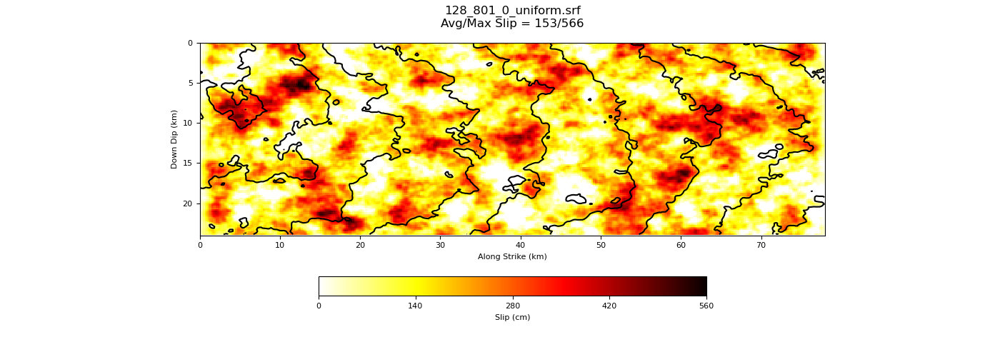 128_801_0_uniform.srf
Avg/Max Slip = 153/566
0
5
10
15
20
Down Dip (km)
0 10 20 30 40 50 60 70
Along Strike (km)
0 140 280 420 560
Slip (cm)